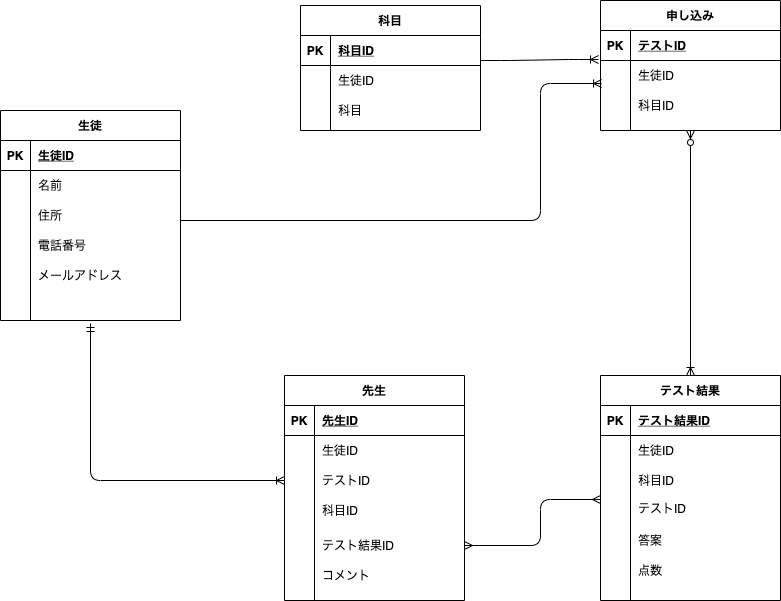 科目
PK 科目ID
生徒ID
科目
申し込み
PK テストID
生徒ID
科目ID
生徒
PK 生徒ID
名前
住所
電話番号
メールアドレス
先生
PK 先生ID
生徒ID
テストID
科目ID
テスト結果ID
コメント
テスト結果
PK テスト結果ID
生徒ID
科目ID
テストID
答案
点数